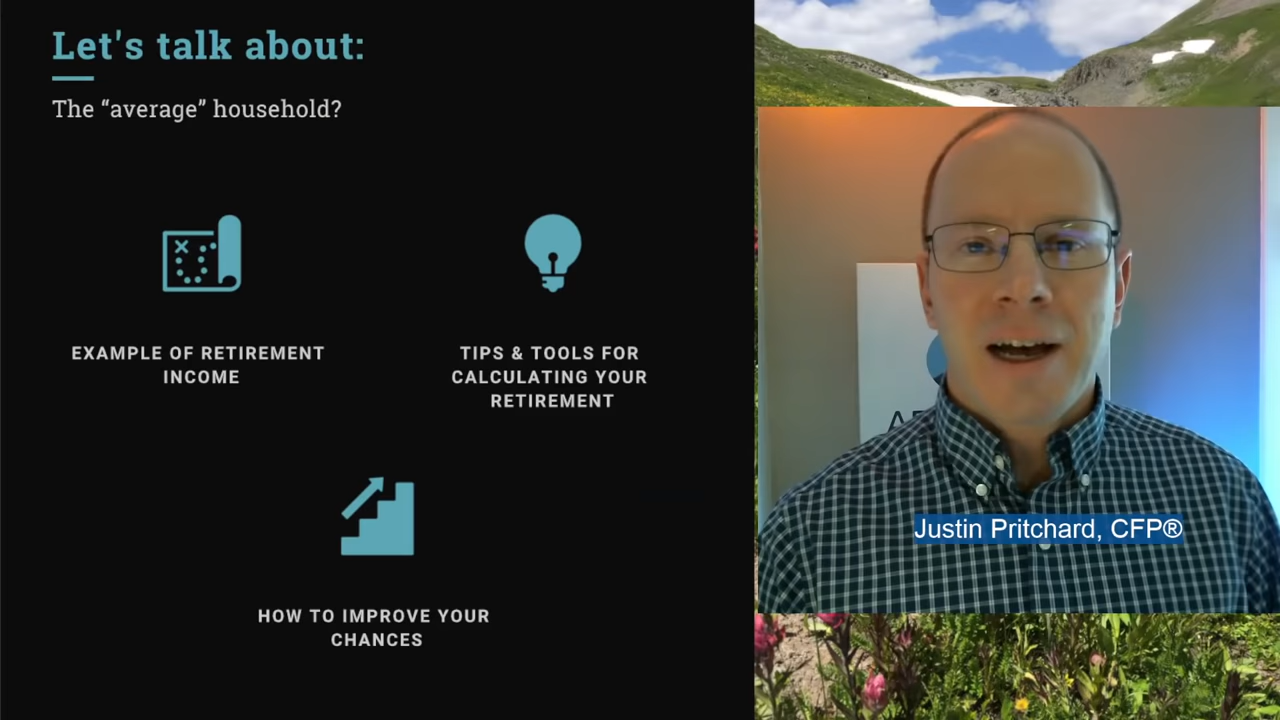 Let's talk about:
The “average” household?
EXAMPLE OF RETIREMENT
INCOME
TIPS & TOOLS FOR
CALCULATING YOUR
RETIREMENT
HOW TO IMPROVE YOUR
CHANCES
Justin Pritchard, CFP®